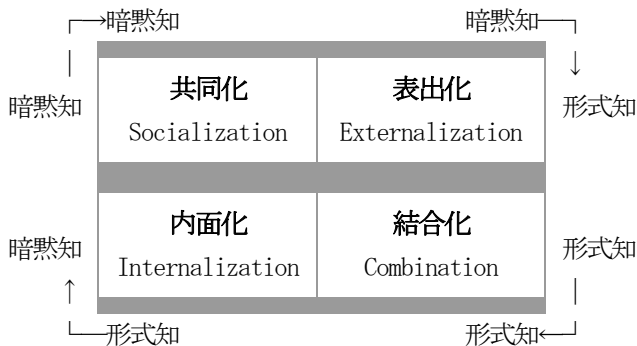 ┌→暗黙知 暗黙知─┐
│ ↓
共同化 表出化
暗黙知 形式知
Socialization Externalization
内面化 結合化
暗黙知 形式知
Internalization Combination
↑ │
└─形式知 形式知←┘